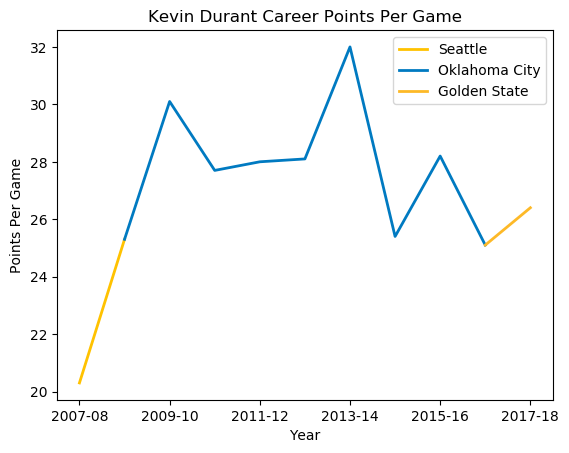 Kevin Durant Career Points Per Game
Seattle
Oklahoma City
Golden State
Points Per Game
32
30
28
26
24
22
20
2007-08 2009-10 2011-12 2013-14 2015-16 2017-18
Year